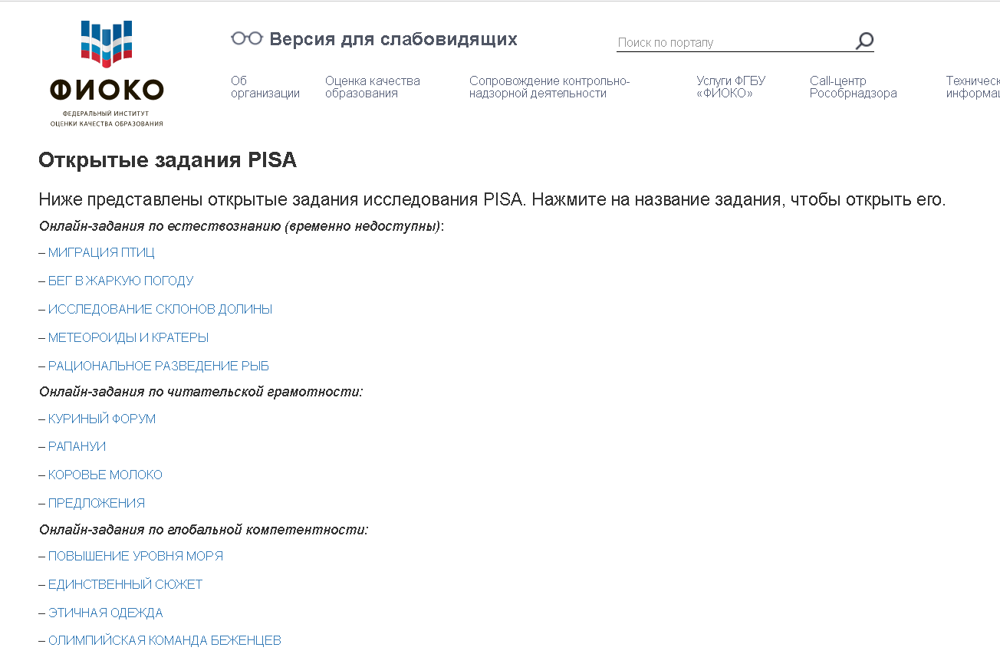 Версия для слабовидящих
Поиск по порталу
ФИОКО
ФЕДЕРАЛЬНЫЙ ИНСТИТУТ
ОЦЕНКИ КАЧЕСТВА ОБРАЗОВАНИЯ
Об
организации
Оценка качества
образования
Сопровождение контрольно-
надзорной деятельности
Услуги ФГБУ
«ФИОКО»
Call-центр
Рособрнадзора
Техническ
информац
Открытые задания PISA
Ниже представлены открытые задания исследования PISA. Нажмите на название задания, чтобы открыть его.
Онлайн-задания по естествознанию (временно недоступны):
– МИГРАЦИЯ ПТИЦ
– БЕГ В ЖАРКУЮ ПОГОДУ
– ИССЛЕДОВАНИЕ СКЛОНОВ ДОЛИНЫ
– МЕТЕОРОИДЫ И КРАТЕРЫ
– РАЦИОНАЛЬНОЕ РАЗВЕДЕНИЕ РЫБ
Онлайн-задания по читательской грамотности:
– КУРИНЫЙ ФОРУМ
– РАПАНУИ
– КОРОВЬЕ МОЛОКО
– ПРЕДЛОЖЕНИЯ
Онлайн-задания по глобальной компетентности:
– ПОВЫШЕНИЕ УРОВНЯ МОРЯ
– ЕДИНСТВЕННЫЙ СЮЖЕТ
– ЭТИЧНАЯ ОДЕЖДА
– ОЛИМПИЙСКАЯ КОМАНДА БЕЖЕНЦЕВ